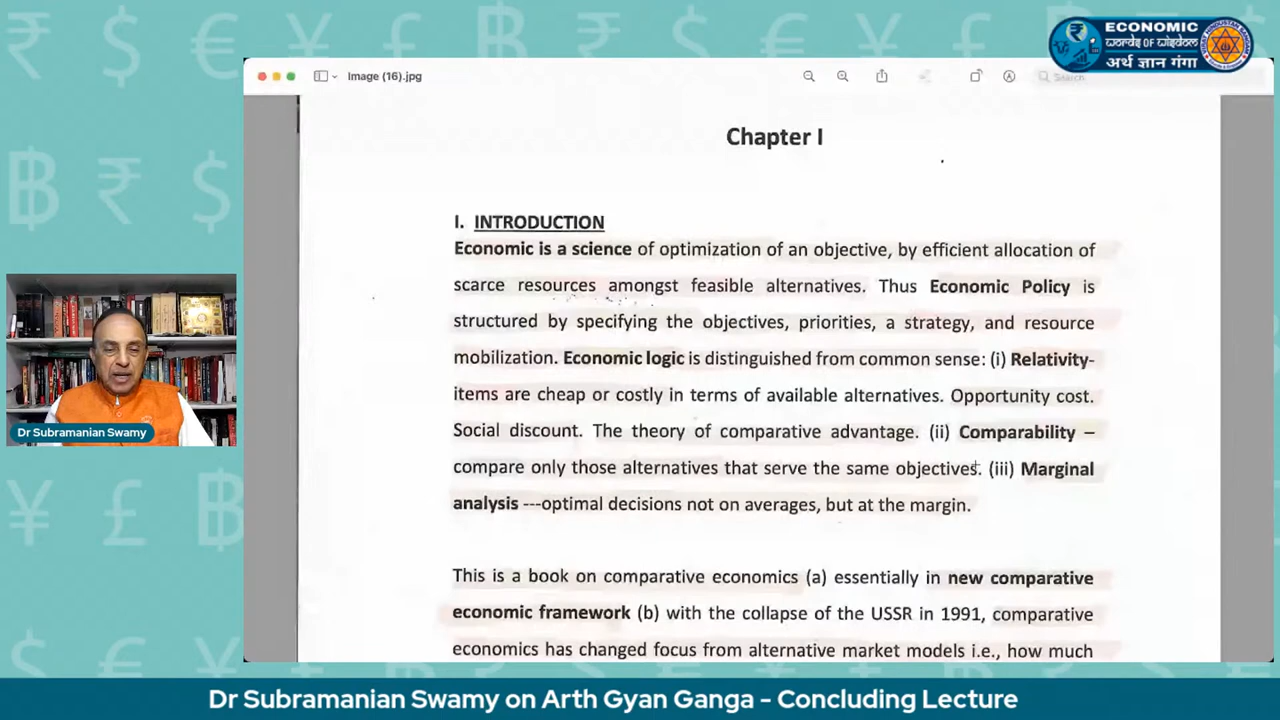 ECONOMIC
WORDS OF WISDOM
अर्थ ज्ञान गंगा
Image (16).jpg
Search
Chapter I
I. INTRODUCTION
Economic is a science of optimization of an objective, by efficient allocation of
scarce resources amongst feasible alternatives. Thus Economic Policy is
structured by specifying the objectives, priorities, a strategy, and resource
mobilization. Economic logic is distinguished from common sense: (i) Relativity-
items are cheap or costly in terms of available alternatives. Opportunity cost.
Social discount. The theory of comparative advantage. (ii) Comparability –
compare only those alternatives that serve the same objectives. (iii) Marginal
analysis ---optimal decisions not on averages, but at the margin.
This is a book on comparative economics (a) essentially in new comparative
economic framework (b) with the collapse of the USSR in 1991, comparative
economics has changed focus from alternative market models i.e., how much
Dr Subramanian Swamy
Dr Subramanian Swamy on Arth Gyan Ganga - Concluding Lecture